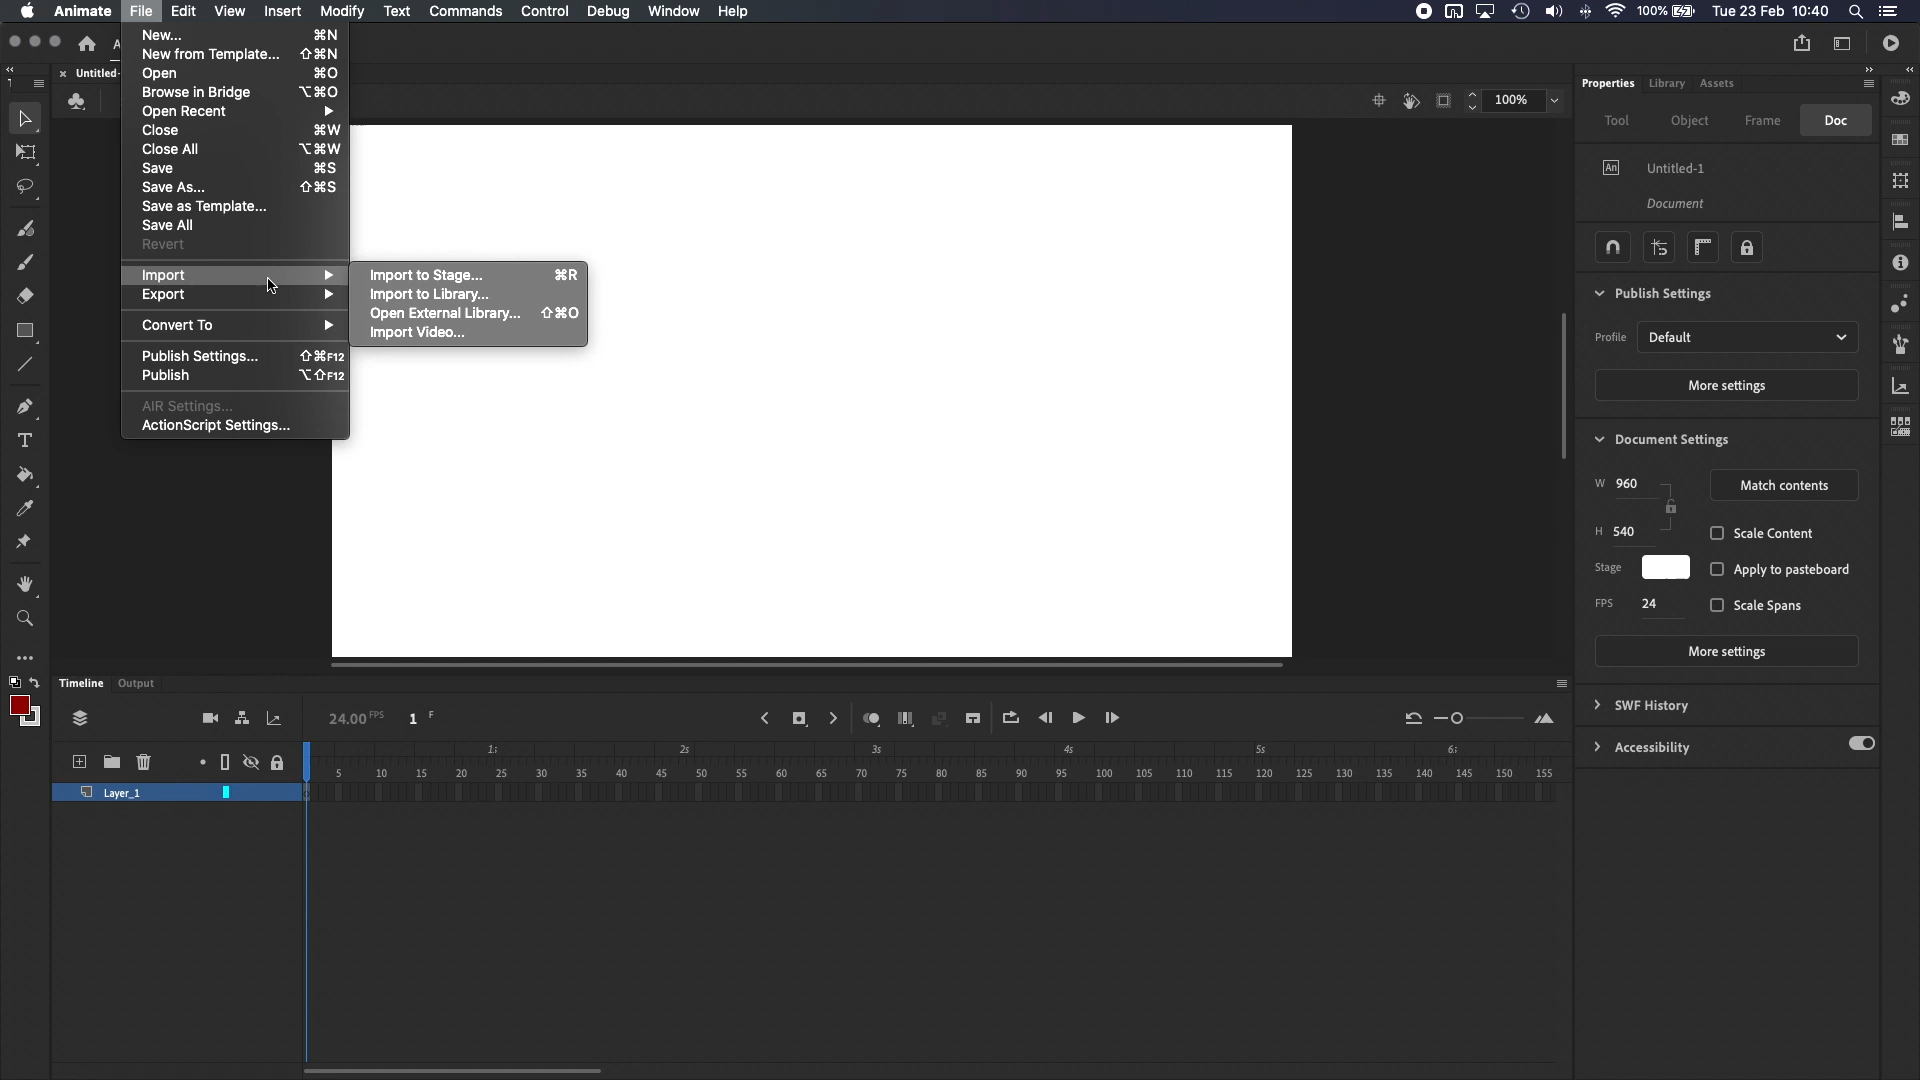 Animate File Edit View Insert Modify Text Commands Control Debug Window Help 100% Tue 23 Feb 10:40
New... ⌘N
New from Template... ⇧⌘N
Open ⌘O
Browse in Bridge ⌥⌘O
Open Recent
Close ⌘W
Close All ⌥⌘W
Save ⌘S
Save As... ⇧⌘S
Save as Template...
Save All
Revert
Import
Export
Convert To
Publish Settings... ⇧⌘F12
Publish ⌥⇧F12
AIR Settings...
ActionScript Settings...
Import to Stage... ⌘R
Import to Library...
Open External Library... ⇧⌘O
Import Video...
Untitled-
100%
Properties Library Assets
Tool Object Frame Doc
An Untitled-1
Document
Publish Settings
Profile Default
More settings
Document Settings
W 960 Match contents
H 540 Scale Content
Stage Apply to pasteboard
FPS 24 Scale Spans
More settings
SWF History
Accessibility
Timeline Output
24.00 FPS 1 F
2s 3s 4s 5s
5 10 15 20 25 30 35 40 45 50 55 60 65 70 75 80 85 90 95 100 105 110 115 120 125 130 135 140 145 150 155
Layer_1